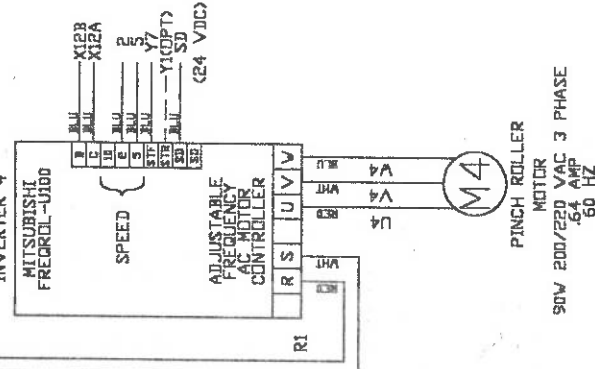 INVERTER 4
MITSUBISHI
FREQROL-U100
SPEED
ADJUSTABLE
FREQUENCY
AC MOTOR
CONTROLLER
B BLU X12B
C BLU X12A
10
2 BLU 2
5 BLU 5
STF BLU Y7
STR Y1(OPT)
SD BLU SD
SD
(24 VDC)
R S U V W
RED WHT RED WHT BLU
R1
U4 V4 W4
M4
PINCH ROLLER
MOTOR
90W 200/220 VAC 3 PHASE
.64 AMP
60 HZ